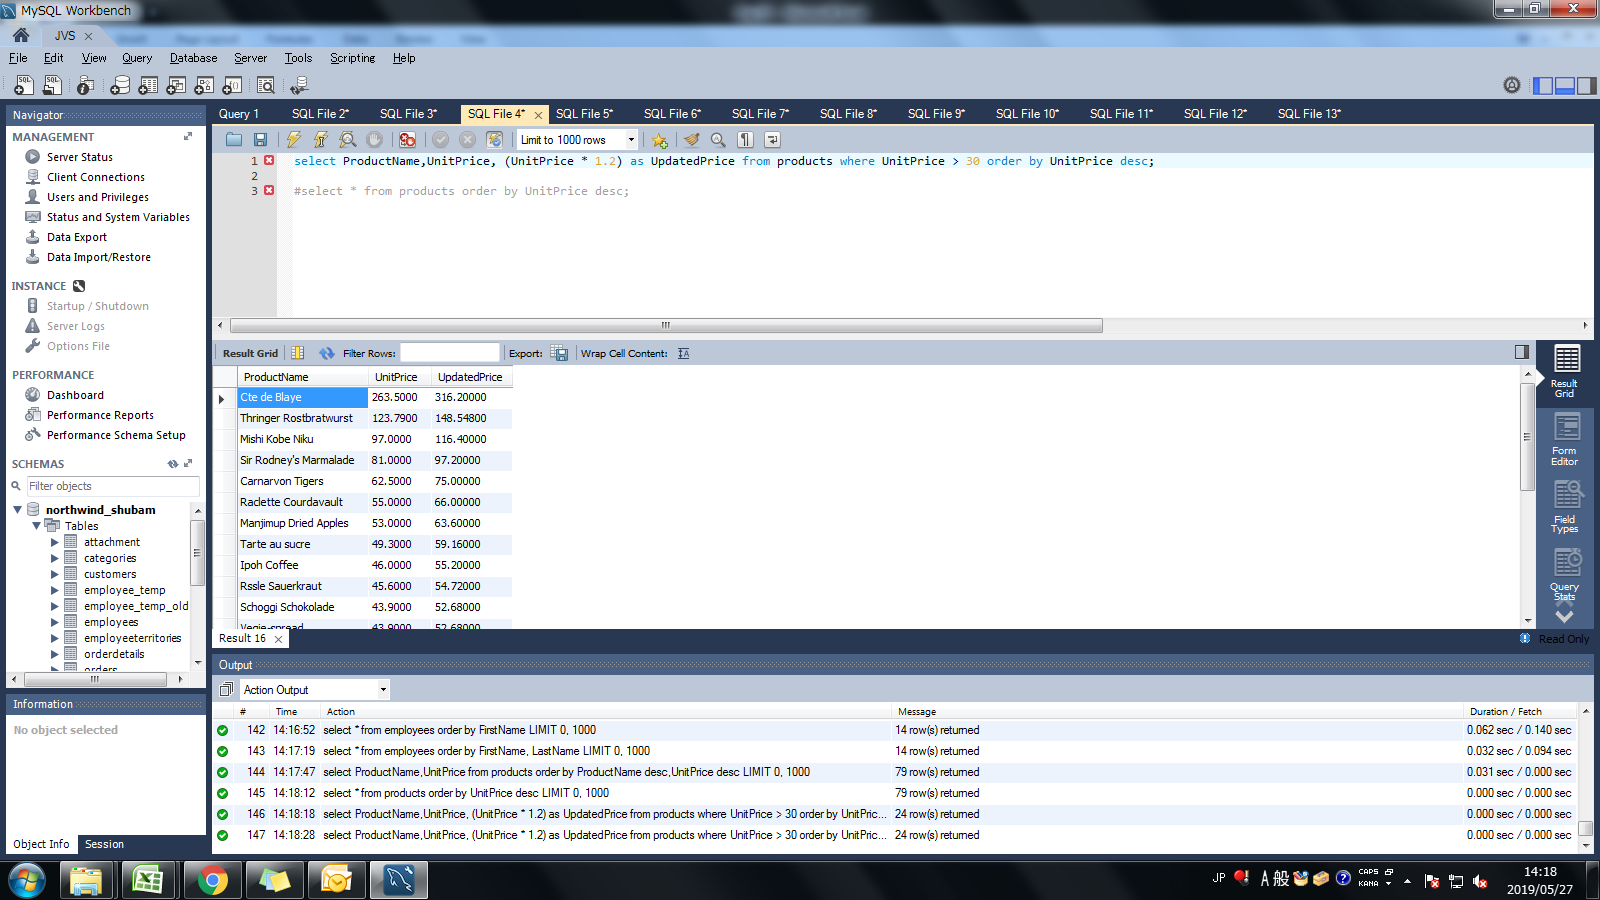 MySQL Workbench
JVS
File Edit View Query Database Server Tools Scripting Help
Navigator
MANAGEMENT
Server Status
Client Connections
Users and Privileges
Status and System Variables
Data Export
Data Import/Restore
INSTANCE
Startup / Shutdown
Server Logs
Options File
PERFORMANCE
Dashboard
Performance Reports
Performance Schema Setup
SCHEMAS
Filter objects
northwind_shubam
Tables
attachment
categories
customers
employee_temp
employee_temp_old
employees
employeeterritories
orderdetails
orders
Information
No object selected
Object Info Session
Query 1 SQL File 2* SQL File 3* SQL File 4* SQL File 5* SQL File 6* SQL File 7* SQL File 8* SQL File 9* SQL File 10* SQL File 11* SQL File 12* SQL File 13*
Limit to 1000 rows
1 select ProductName,UnitPrice, (UnitPrice * 1.2) as UpdatedPrice from products where UnitPrice > 30 order by UnitPrice desc;
2
3 #select * from products order by UnitPrice desc;
Result Grid Filter Rows: Export: Wrap Cell Content:
ProductName UnitPrice UpdatedPrice
Cte de Blaye 263.5000 316.20000
Thringer Rostbratwurst 123.7900 148.54800
Mishi Kobe Niku 97.0000 116.40000
Sir Rodney's Marmalade 81.0000 97.20000
Carnarvon Tigers 62.5000 75.00000
Raclette Courdavault 55.0000 66.00000
Manjimup Dried Apples 53.0000 63.60000
Tarte au sucre 49.3000 59.16000
Ipoh Coffee 46.0000 55.20000
Rssle Sauerkraut 45.6000 54.72000
Schoggi Schokolade 43.9000 52.68000
Vegie-spread 43.9000 52.68000
Result Grid
Form Editor
Field Types
Query Stats
Result 16
Read Only
Output
Action Output
# Time Action Message Duration / Fetch
142 14:16:52 select * from employees order by FirstName LIMIT 0, 1000 14 row(s) returned 0.062 sec / 0.140 sec
143 14:17:19 select * from employees order by FirstName, LastName LIMIT 0, 1000 14 row(s) returned 0.032 sec / 0.094 sec
144 14:17:47 select ProductName,UnitPrice from products order by ProductName desc,UnitPrice desc LIMIT 0, 1000 79 row(s) returned 0.031 sec / 0.000 sec
145 14:18:12 select * from products order by UnitPrice desc LIMIT 0, 1000 79 row(s) returned 0.000 sec / 0.000 sec
146 14:18:18 select ProductName,UnitPrice, (UnitPrice * 1.2) as UpdatedPrice from products where UnitPrice > 30 order by UnitPric... 24 row(s) returned 0.000 sec / 0.000 sec
147 14:18:28 select ProductName,UnitPrice, (UnitPrice * 1.2) as UpdatedPrice from products where UnitPrice > 30 order by UnitPric... 24 row(s) returned 0.000 sec / 0.000 sec
JP A 般 CAPS KANA
14:18
2019/05/27